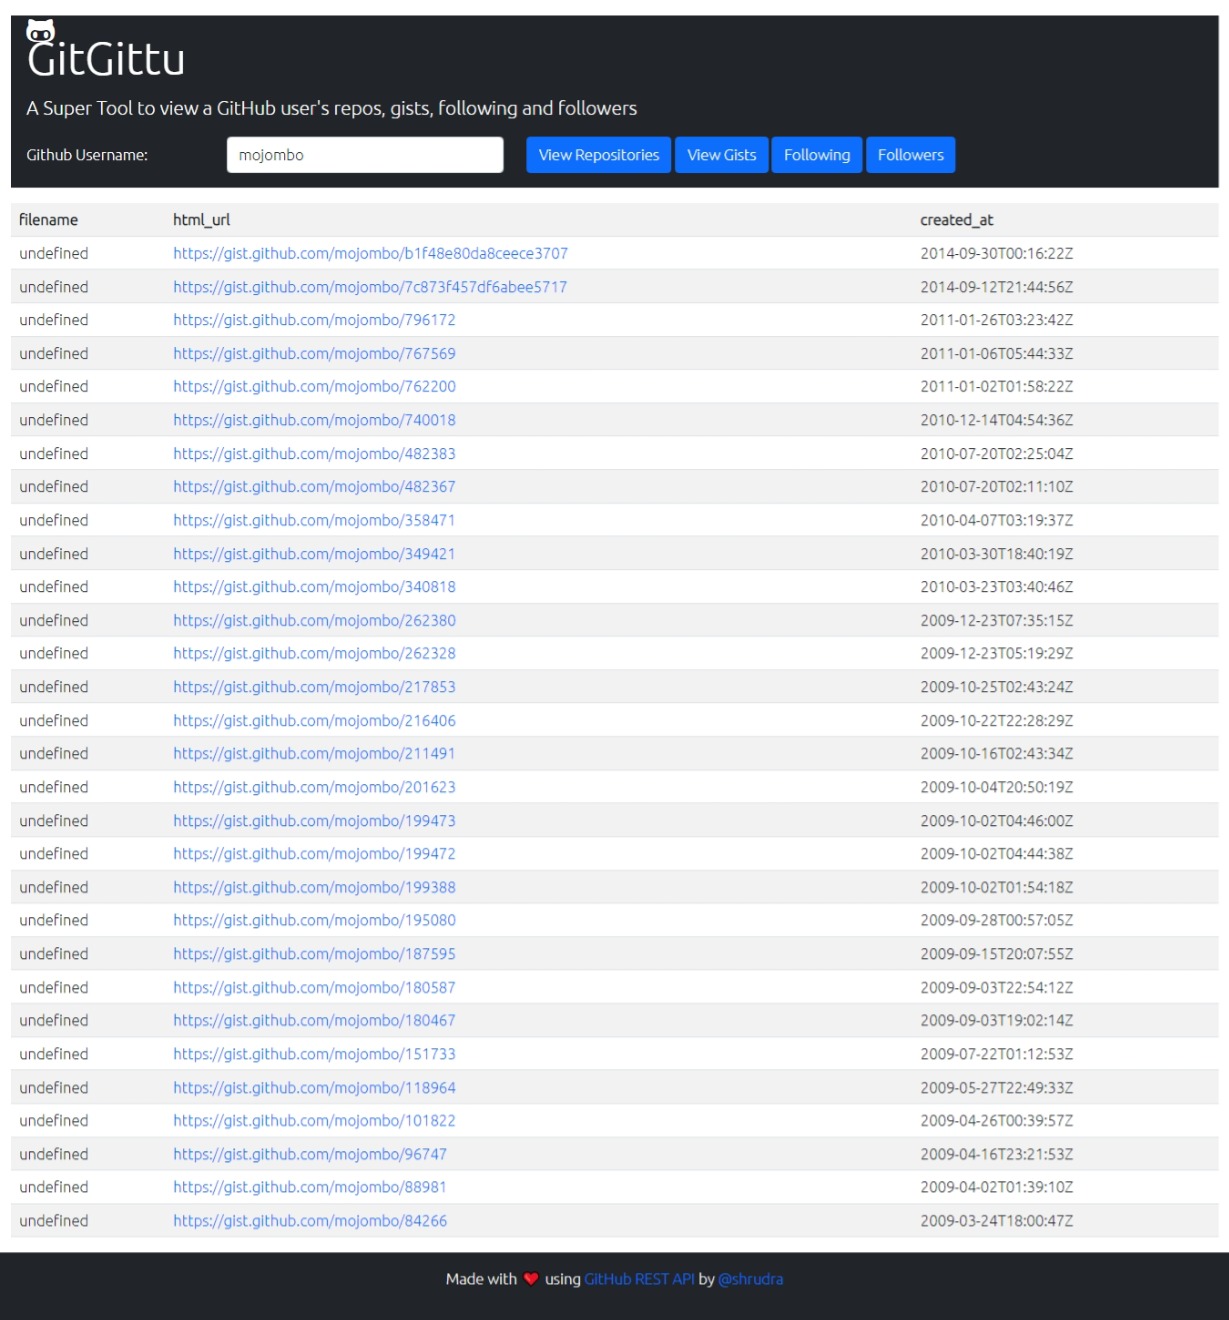 GitGittu
A Super Tool to view a GitHub user's repos, gists, following and followers
Github Username: mojombo View Repositories View Gists Following Followers
filename html_url created_at
undefined https://gist.github.com/mojombo/b1f48e80da8ceece3707 2014-09-30T00:16:22Z
undefined https://gist.github.com/mojombo/7c873f457df6abee5717 2014-09-12T21:44:56Z
undefined https://gist.github.com/mojombo/796172 2011-01-26T03:23:42Z
undefined https://gist.github.com/mojombo/767569 2011-01-06T05:44:33Z
undefined https://gist.github.com/mojombo/762200 2011-01-02T01:58:22Z
undefined https://gist.github.com/mojombo/740018 2010-12-14T04:54:36Z
undefined https://gist.github.com/mojombo/482383 2010-07-20T02:25:04Z
undefined https://gist.github.com/mojombo/482367 2010-07-20T02:11:10Z
undefined https://gist.github.com/mojombo/358471 2010-04-07T03:19:37Z
undefined https://gist.github.com/mojombo/349421 2010-03-30T18:40:19Z
undefined https://gist.github.com/mojombo/340818 2010-03-23T03:40:46Z
undefined https://gist.github.com/mojombo/262380 2009-12-23T07:35:15Z
undefined https://gist.github.com/mojombo/262328 2009-12-23T05:19:29Z
undefined https://gist.github.com/mojombo/217853 2009-10-25T02:43:24Z
undefined https://gist.github.com/mojombo/216406 2009-10-22T22:28:29Z
undefined https://gist.github.com/mojombo/211491 2009-10-16T02:43:34Z
undefined https://gist.github.com/mojombo/201623 2009-10-04T20:50:19Z
undefined https://gist.github.com/mojombo/199473 2009-10-02T04:46:00Z
undefined https://gist.github.com/mojombo/199472 2009-10-02T04:44:38Z
undefined https://gist.github.com/mojombo/199388 2009-10-02T01:54:18Z
undefined https://gist.github.com/mojombo/195080 2009-09-28T00:57:05Z
undefined https://gist.github.com/mojombo/187595 2009-09-15T20:07:55Z
undefined https://gist.github.com/mojombo/180587 2009-09-03T22:54:12Z
undefined https://gist.github.com/mojombo/180467 2009-09-03T19:02:14Z
undefined https://gist.github.com/mojombo/151733 2009-07-22T01:12:53Z
undefined https://gist.github.com/mojombo/118964 2009-05-27T22:49:33Z
undefined https://gist.github.com/mojombo/101822 2009-04-26T00:39:57Z
undefined https://gist.github.com/mojombo/96747 2009-04-16T23:21:53Z
undefined https://gist.github.com/mojombo/88981 2009-04-02T01:39:10Z
undefined https://gist.github.com/mojombo/84266 2009-03-24T18:00:47Z
Made with ❤ using GitHub REST API by @shrudra